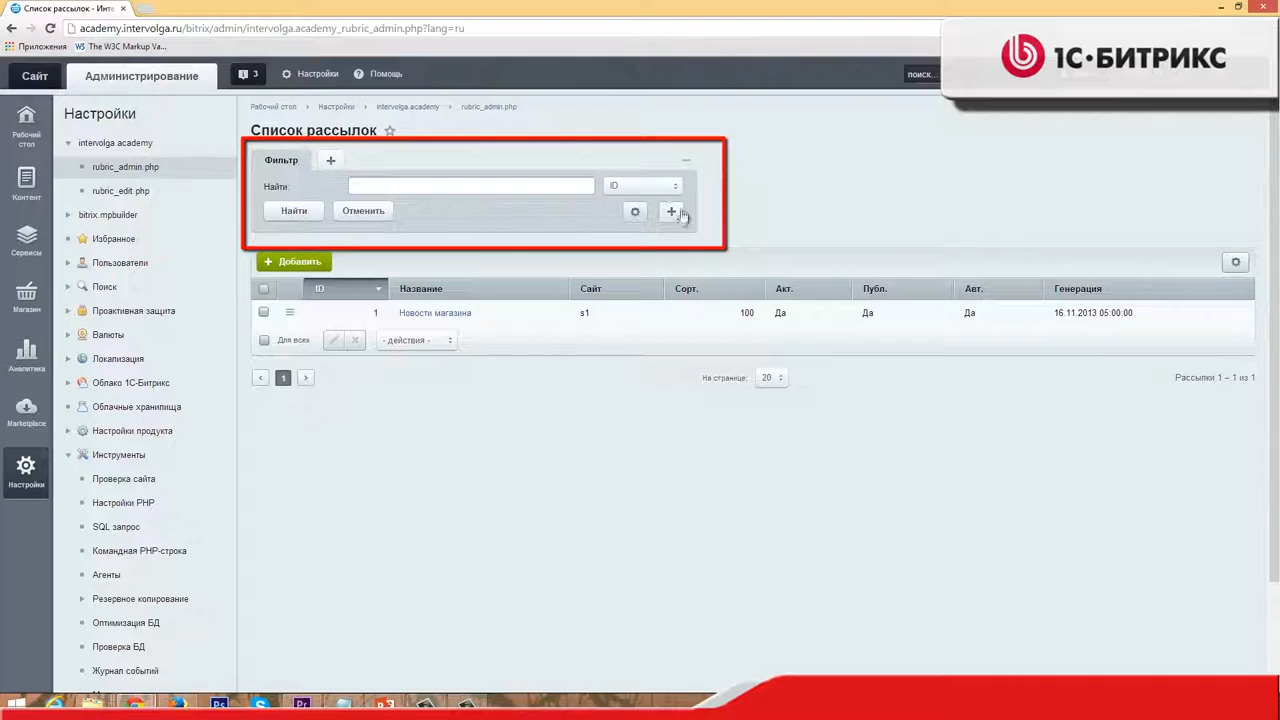 Список рассылок - Инте
academy.intervolga.ru/bitrix/admin/intervolga.academy_rubric_admin.php?lang=ru
Приложения The W3C Markup Va...
1С·БИТРИКС
Сайт Администрирование 3 Настройки Помощь поиск...
Рабочий стол
Контент
Сервисы
Магазин
Аналитика
Marketplace
Настройки
Настройки
intervolga.academy
rubric_admin.php
rubric_edit.php
bitrix.mpbuilder
Избранное
Пользователи
Поиск
Проактивная защита
Валюты
Локализация
Облако 1С-Битрикс
Облачные хранилища
Настройки продукта
Инструменты
Проверка сайта
Настройки PHP
SQL запрос
Командная PHP-строка
Агенты
Резервное копирование
Оптимизация БД
Проверка БД
Журнал событий
Рабочий стол Настройки intervolga.academy rubric_admin.php
Список рассылок
Фильтр +
Найти: ID
Найти Отменить +
+ Добавить
ID Название Сайт Сорт. Акт. Публ. Авт. Генерация
1 Новости магазина s1 100 Да Да Да 16.11.2013 05:00:00
Для всех - действия -
1 На странице: 20 Рассылки 1 – 1 из 1